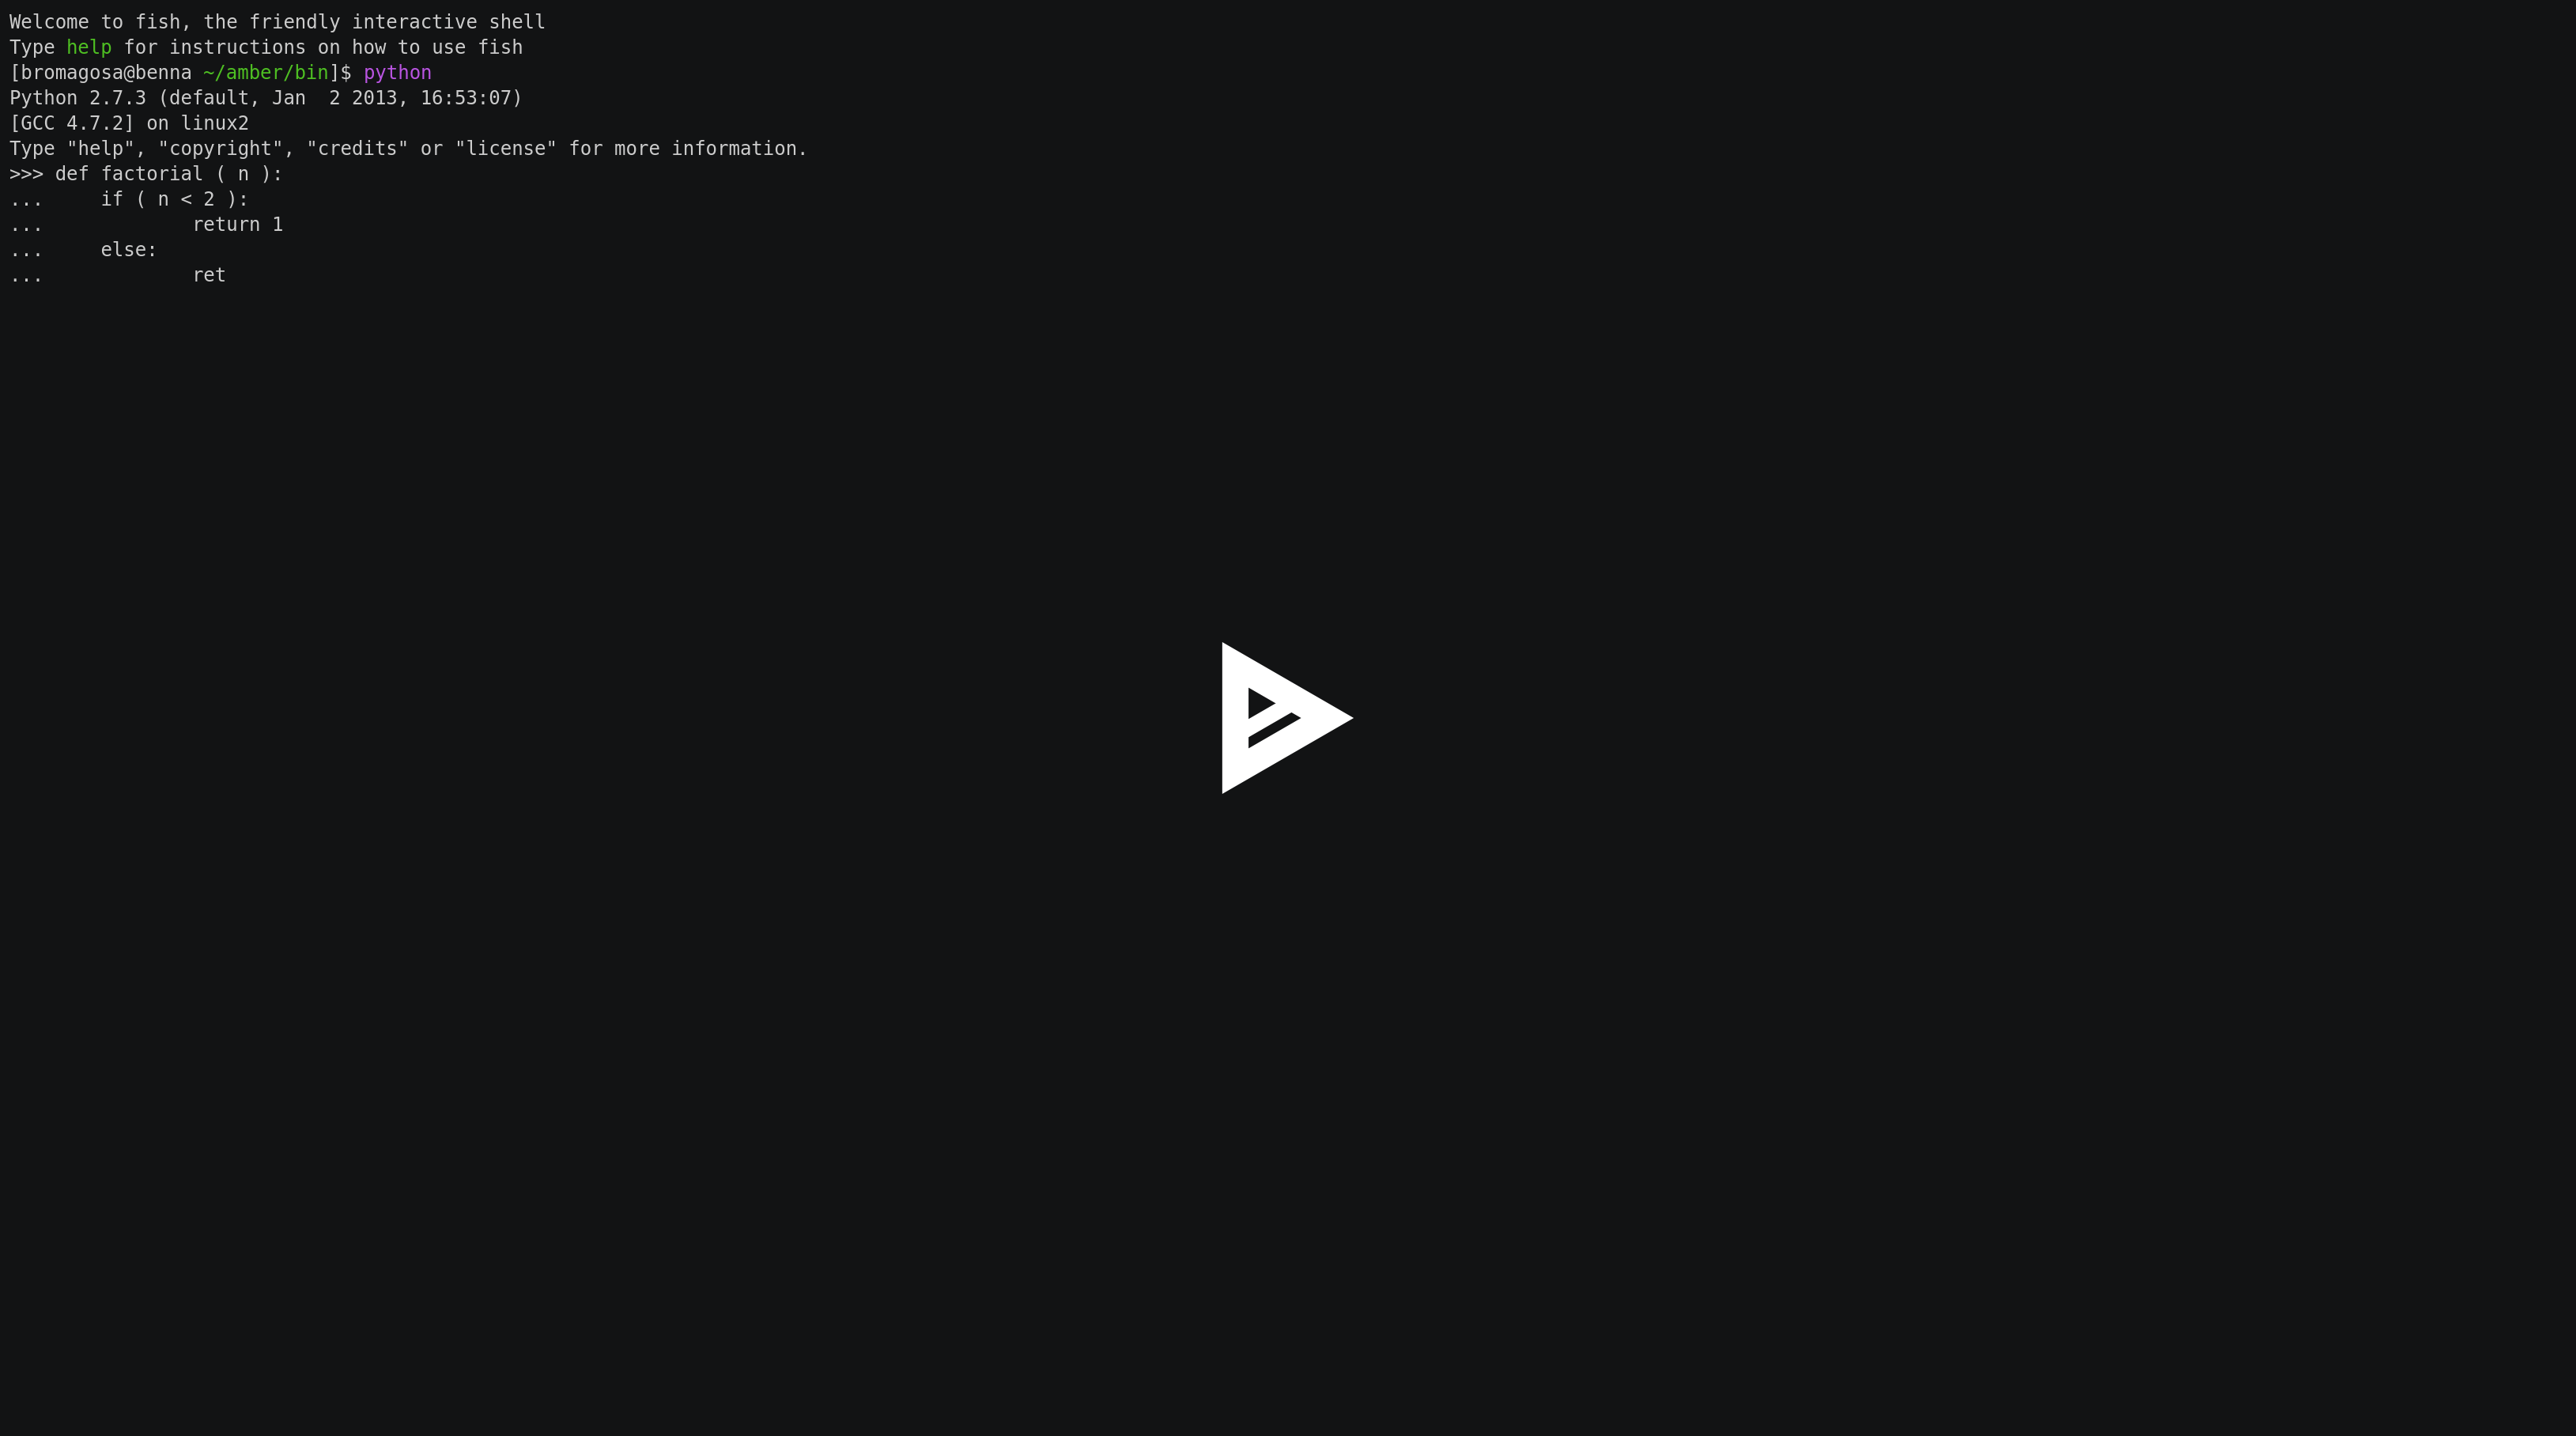 Welcome to fish, the friendly interactive shell
Type help for instructions on how to use fish
[bromagosa@benna ~/amber/bin]$ python
Python 2.7.3 (default, Jan  2 2013, 16:53:07)
[GCC 4.7.2] on linux2
Type "help", "copyright", "credits" or "license" for more information.
>>> def factorial ( n ):
...     if ( n < 2 ):
...             return 1
...     else:
...             ret